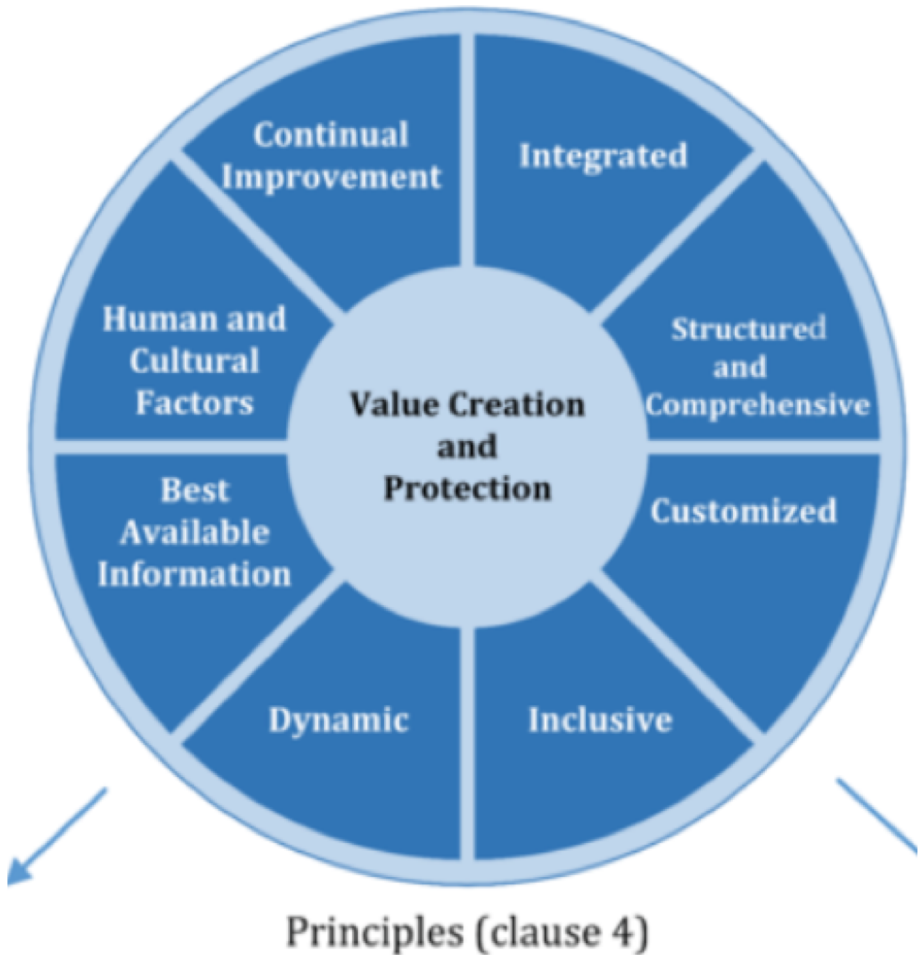 Continual
Improvement
Integrated
Human and
Cultural
Factors
Structured
and
Comprehensive
Value Creation
and
Protection
Best
Available
Information
Customized
Dynamic
Inclusive
Principles (clause 4)